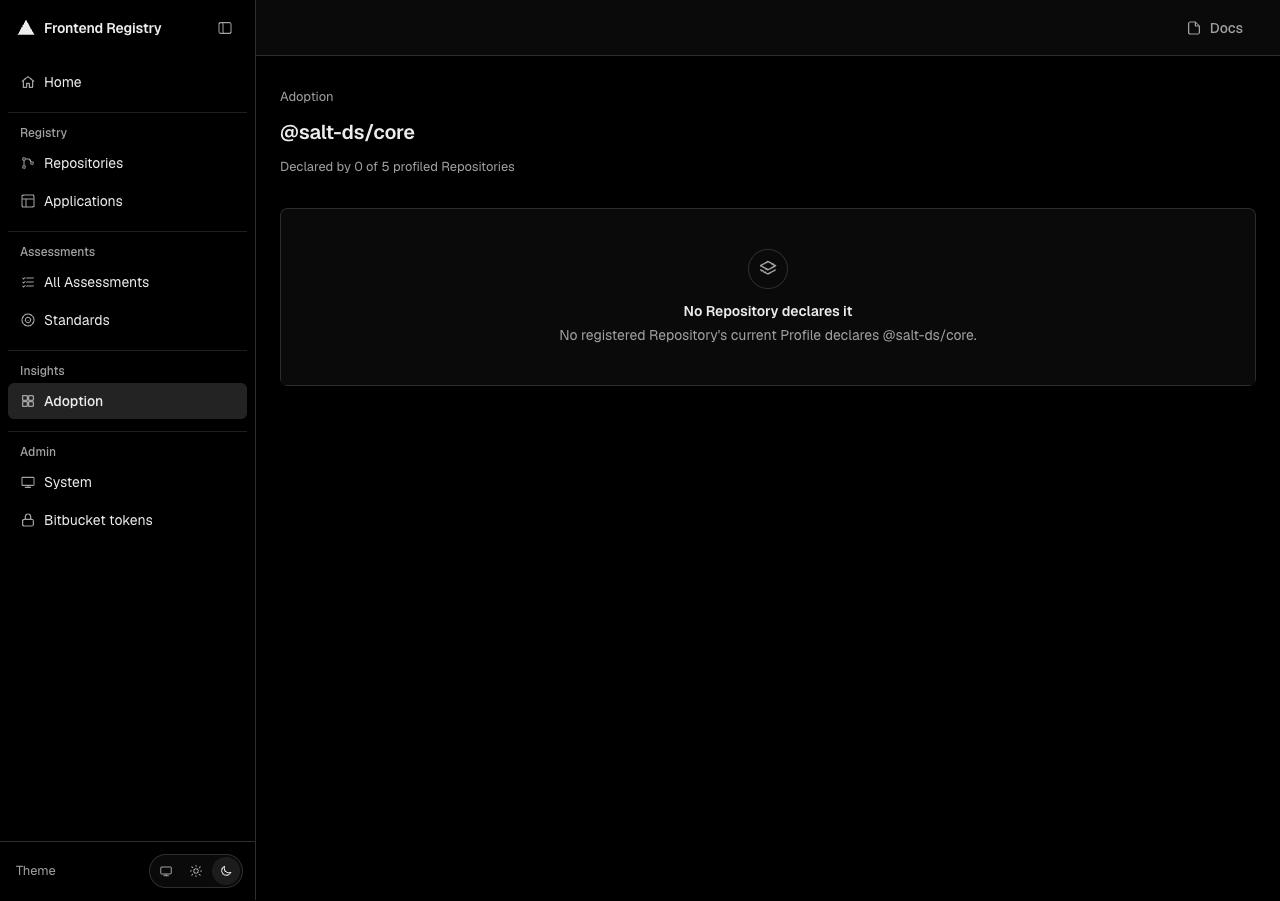 Frontend Registry
Docs
Home
Registry
Repositories
Applications
Assessments
All Assessments
Standards
Insights
Adoption
Admin
System
Bitbucket tokens
Theme
Adoption
@salt-ds/core
Declared by 0 of 5 profiled Repositories
No Repository declares it
No registered Repository's current Profile declares @salt-ds/core.